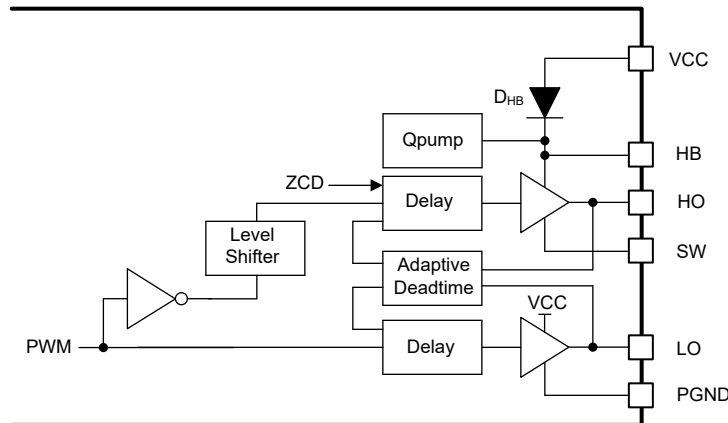 VCC
DHB
Qpump
HB
ZCD
Delay
HO
Level
Shifter
SW
Adaptive
Deadtime
VCC
PWM
Delay
LO
PGND